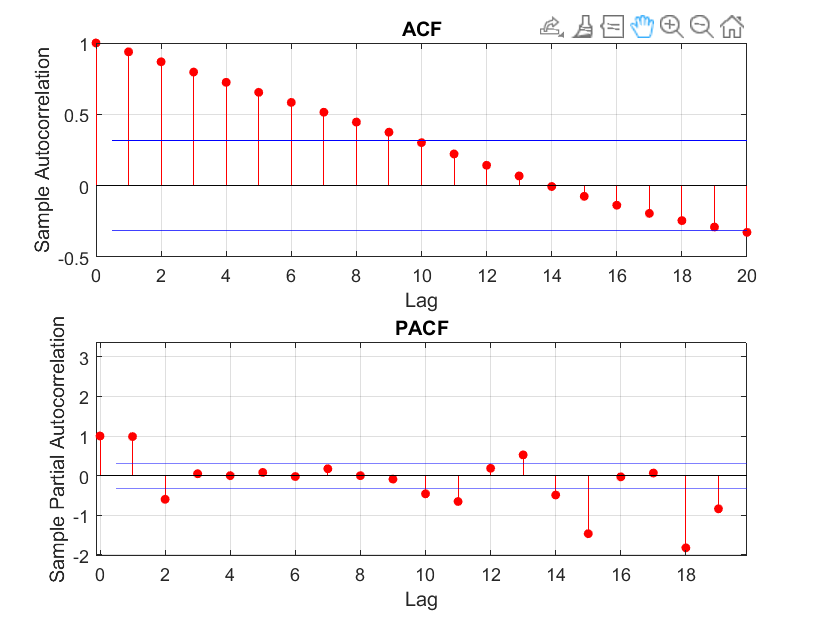 ACF
Sample Autocorrelation
1
0.5
0
-0.5
0 2 4 6 8 10 12 14 16 18 20
Lag
PACF
Sample Partial Autocorrelation
3
2
1
0
-1
-2
0 2 4 6 8 10 12 14 16 18
Lag